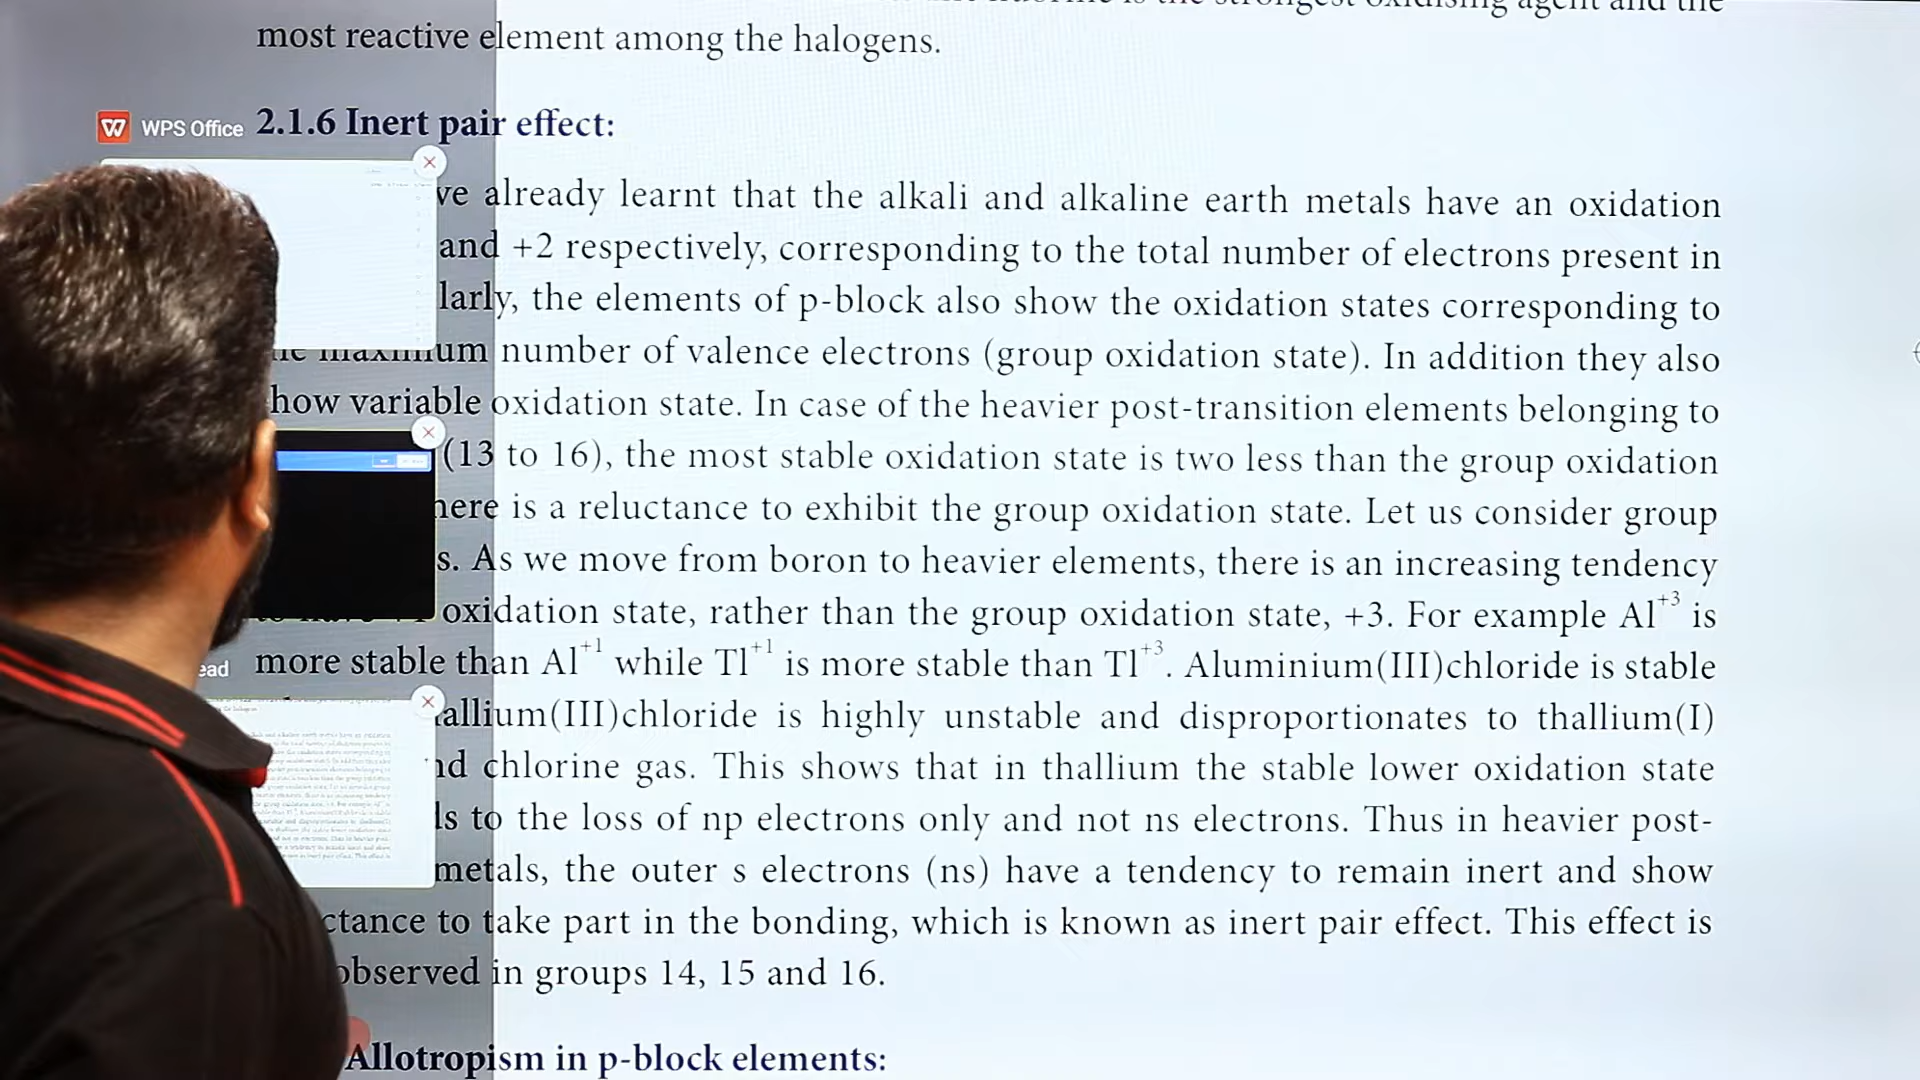 most reactive element among the halogens.
WPS Office
2.1.6 Inert pair effect:
already learnt that the alkali and alkaline earth metals have an oxidation
and +2 respectively, corresponding to the total number of electrons present in
the elements of p-block also show the oxidation states corresponding to
number of valence electrons (group oxidation state). In addition they also
variable oxidation state. In case of the heavier post-transition elements belonging to
(13 to 16), the most stable oxidation state is two less than the group oxidation
is a reluctance to exhibit the group oxidation state. Let us consider group
As we move from boron to heavier elements, there is an increasing tendency
oxidation state, rather than the group oxidation state, +3. For example Al⁺³ is
more stable than Al⁺¹ while Tl⁺¹ is more stable than Tl⁺³. Aluminium(III)chloride is stable
allium(III)chloride is highly unstable and disproportionates to thallium(I)
chlorine gas. This shows that in thallium the stable lower oxidation state
to the loss of np electrons only and not ns electrons. Thus in heavier post-
metals, the outer s electrons (ns) have a tendency to remain inert and show
ctance to take part in the bonding, which is known as inert pair effect. This effect is
observed in groups 14, 15 and 16.
Allotropism in p-block elements: